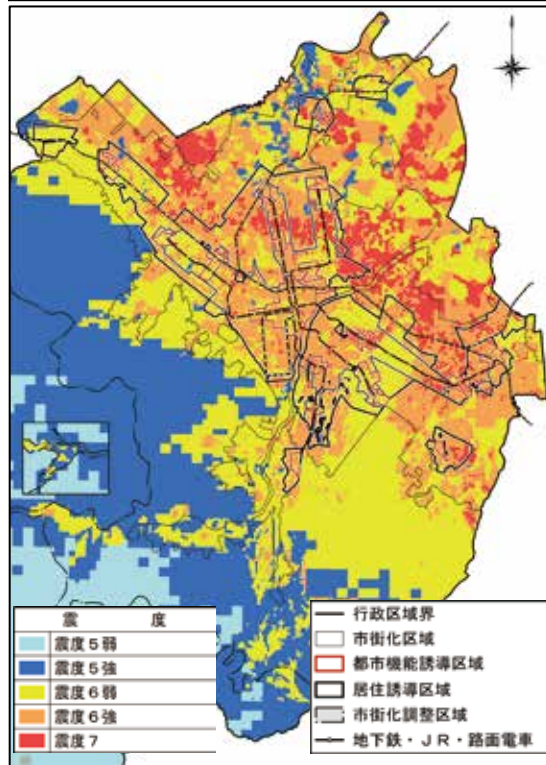 震 度
震度５弱
震度５強
震度６弱
震度６強
震度７
行政区域界
市街化区域
都市機能誘導区域
居住誘導区域
市街化調整区域
地下鉄・ＪＲ・路面電車